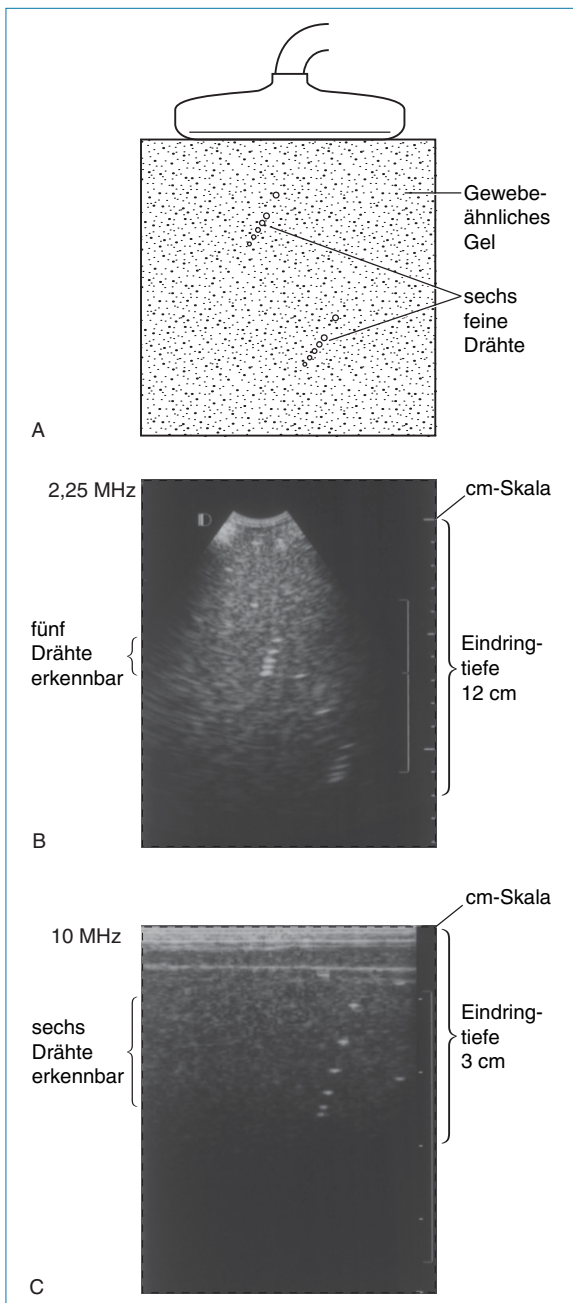 Gewebe-
ähnliches
Gel
sechs
feine
Drähte
A
2,25 MHz
cm-Skala
fünf
Drähte
erkennbar
Eindring-
tiefe
12 cm
B
10 MHz
cm-Skala
sechs
Drähte
erkennbar
Eindring-
tiefe
3 cm
C